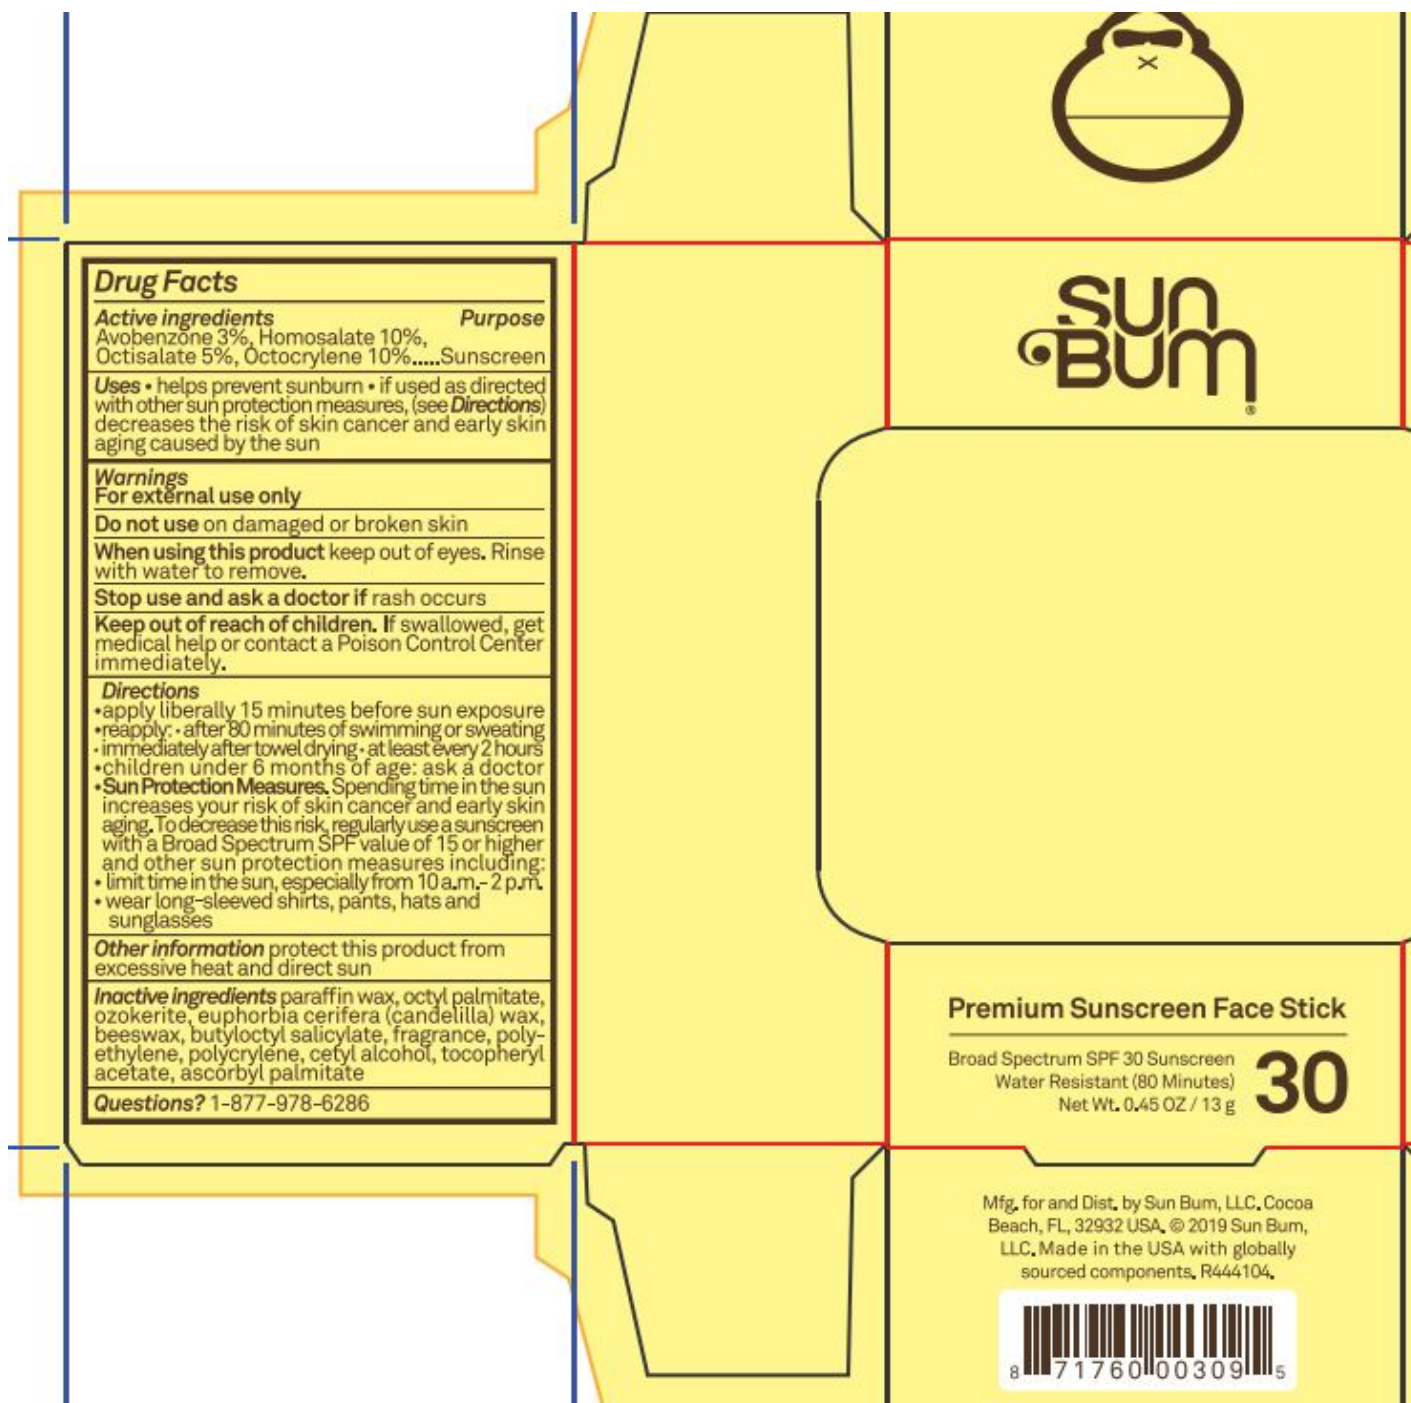 Drug Facts
Active ingredients Purpose
Avobenzone 3%, Homosalate 10%,
Octisalate 5%, Octocrylene 10%.....Sunscreen
Uses • helps prevent sunburn • if used as directed
with other sun protection measures, (see Directions)
decreases the risk of skin cancer and early skin
aging caused by the sun
Warnings
For external use only
Do not use on damaged or broken skin
When using this product keep out of eyes. Rinse
with water to remove.
Stop use and ask a doctor if rash occurs
Keep out of reach of children. If swallowed, get
medical help or contact a Poison Control Center
immediately.
Directions
•apply liberally 15 minutes before sun exposure
•reapply: • after 80 minutes of swimming or sweating
• immediately after towel drying • at least every 2 hours
•children under 6 months of age: ask a doctor
•Sun Protection Measures. Spending time in the sun
increases your risk of skin cancer and early skin
aging. To decrease this risk, regularly use a sunscreen
with a Broad Spectrum SPF value of 15 or higher
and other sun protection measures including:
• limit time in the sun, especially from 10 a.m.- 2 p.m.
• wear long-sleeved shirts, pants, hats and
sunglasses
Other information protect this product from
excessive heat and direct sun
Inactive ingredients paraffin wax, octyl palmitate,
ozokerite, euphorbia cerifera (candelilla) wax,
beeswax, butyloctyl salicylate, fragrance, poly-
ethylene, polycrylene, cetyl alcohol, tocopheryl
acetate, ascorbyl palmitate
Questions? 1-877-978-6286
SUN
BUM®
Premium Sunscreen Face Stick
Broad Spectrum SPF 30 Sunscreen
Water Resistant (80 Minutes)
Net Wt. 0.45 OZ / 13 g
30
Mfg. for and Dist. by Sun Bum, LLC. Cocoa
Beach, FL, 32932 USA. © 2019 Sun Bum,
LLC. Made in the USA with globally
sourced components. R444104.
8 71760 00309 5